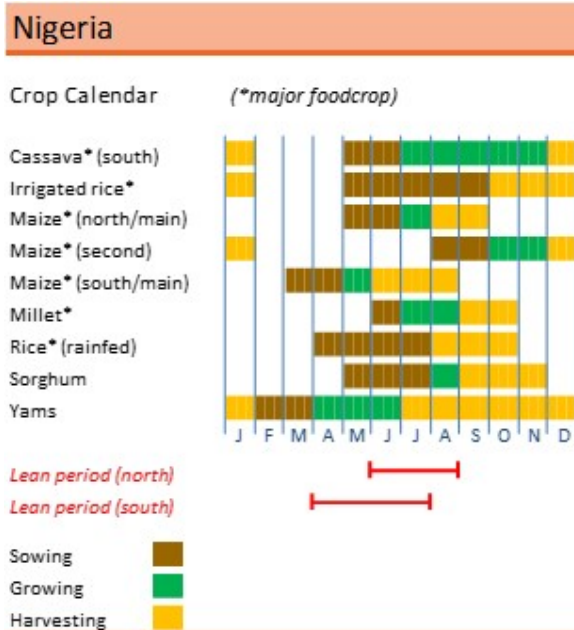 Nigeria
Crop Calendar (*major foodcrop)
Cassava* (south)
Irrigated rice*
Maize* (north/main)
Maize* (second)
Maize* (south/main)
Millet*
Rice* (rainfed)
Sorghum
Yams
J F M A M J J A S O N D
Lean period (north)
Lean period (south)
Sowing
Growing
Harvesting